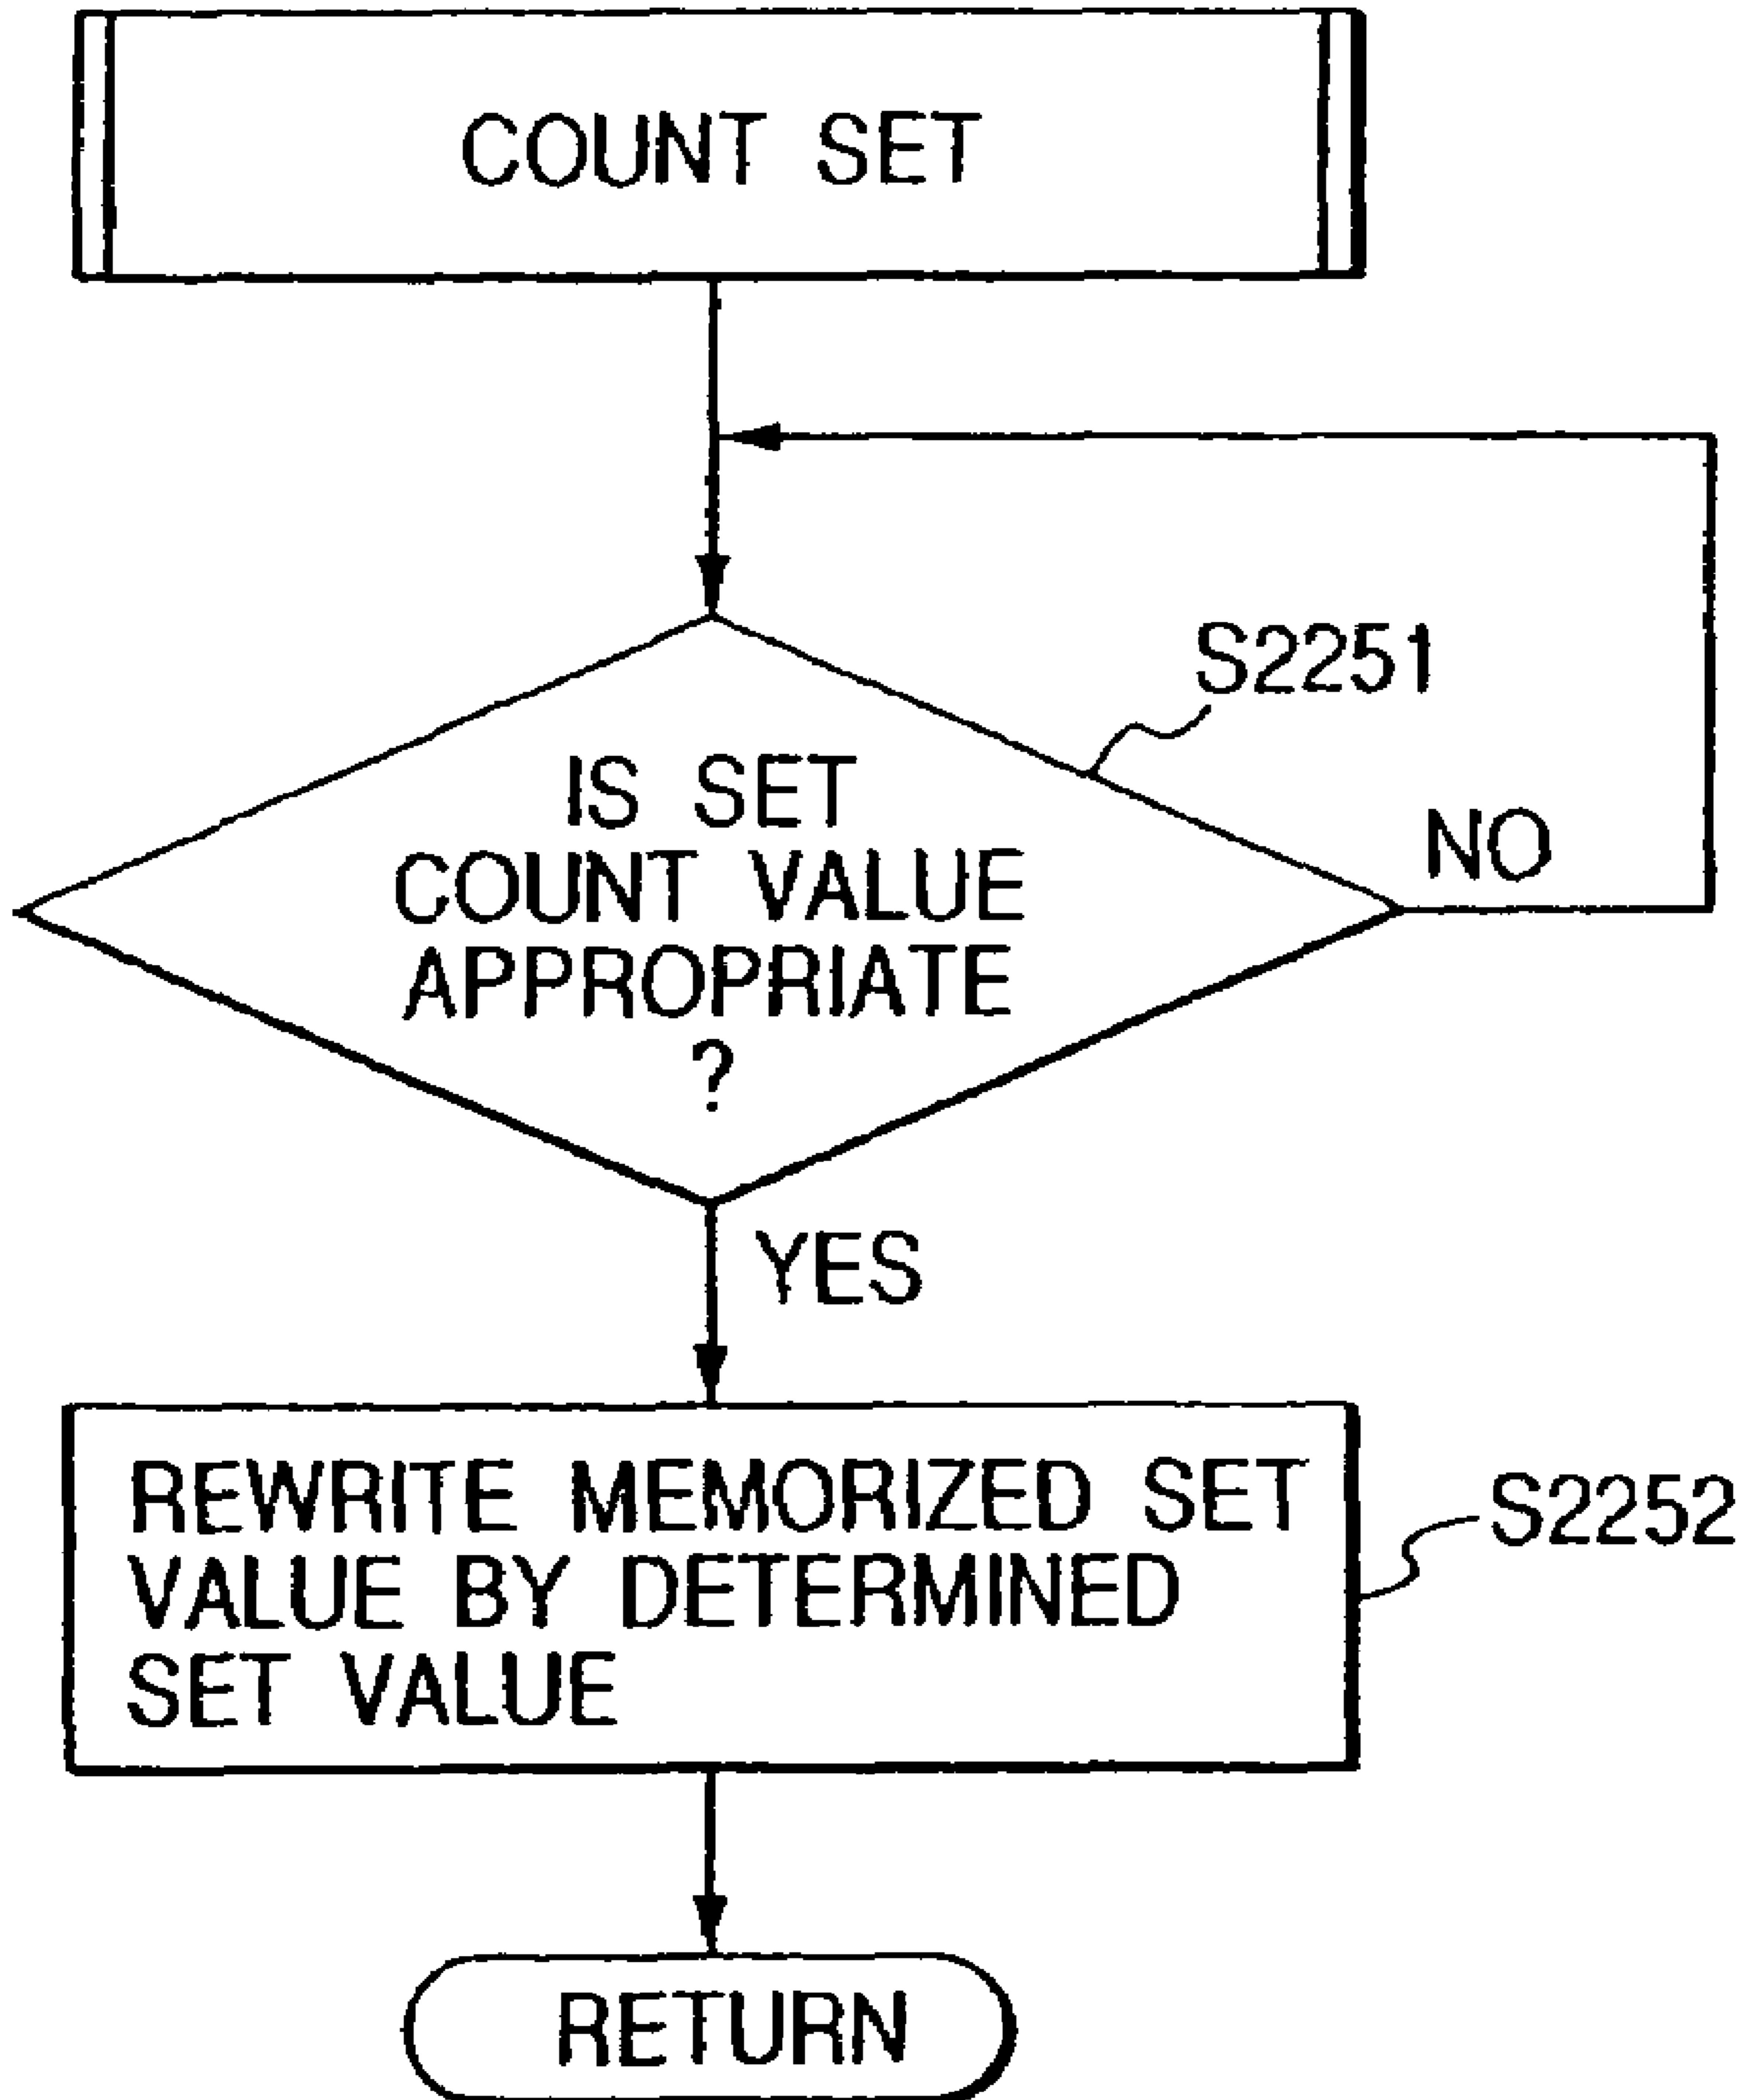 COUNT SET
S2251
IS SET
COUNT VALUE
APPROPRIATE
?
NO
YES
REWRITE MEMORIZED SET
VALUE BY DETERMINED
SET VALUE
S2252
RETURN